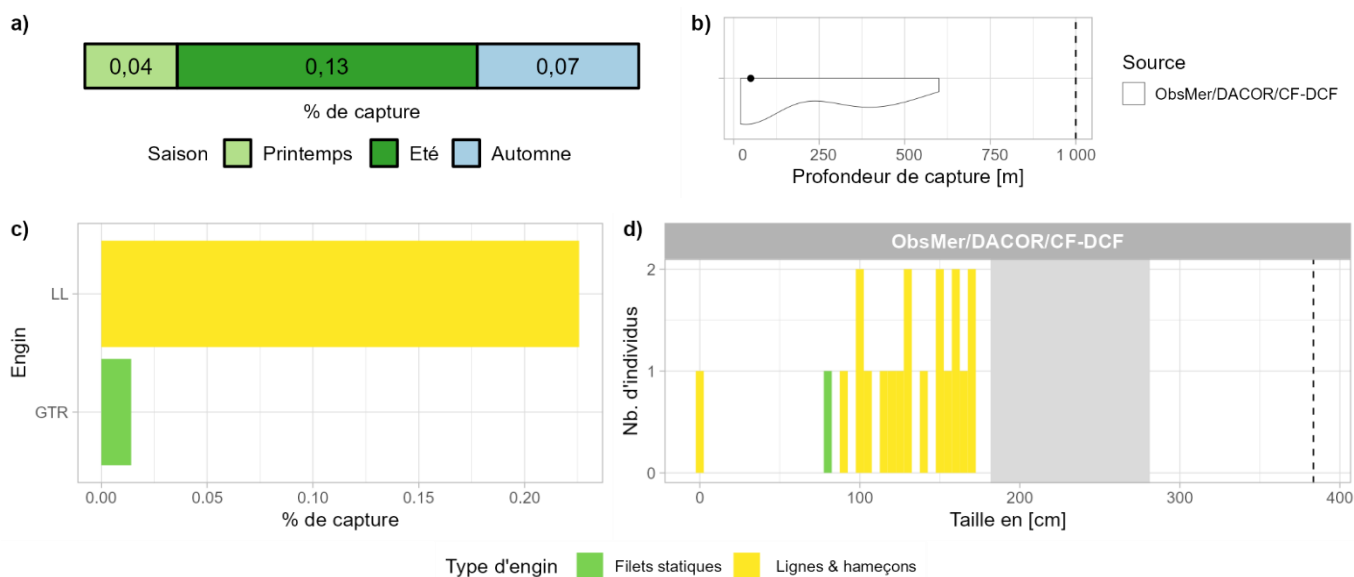 a)
0,04 0,13 0,07
% de capture
Saison Printemps Eté Automne
b)
0 250 500 750 1 000
Profondeur de capture [m]
Source
ObsMer/DACOR/CF-DCF
c)
Engin
LL
GTR
0.00 0.05 0.10 0.15 0.20
% de capture
d)
ObsMer/DACOR/CF-DCF
Nb. d'individus
2
1
0
0 100 200 300 400
Taille en [cm]
Type d'engin Filets statiques Lignes & hameçons